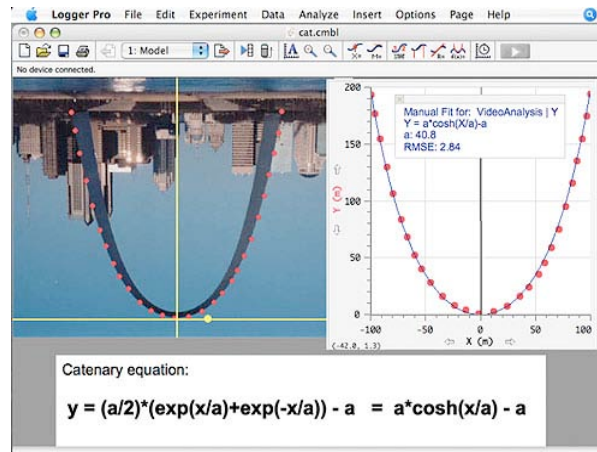 Logger Pro File Edit Experiment Data Analyze Insert Options Page Help
cat.cmbl
1: Model
No device connected.
Manual Fit for: VideoAnalysis | Y
Y = a*cosh(X/a)-a
a: 40.8
RMSE: 2.84
200
150
100
50
0
Y (m)
-100 -50 0 50 100
(-42.0, 1.3)
X (m)
Catenary equation:
y = (a/2)*(exp(x/a)+exp(-x/a)) - a = a*cosh(x/a) - a